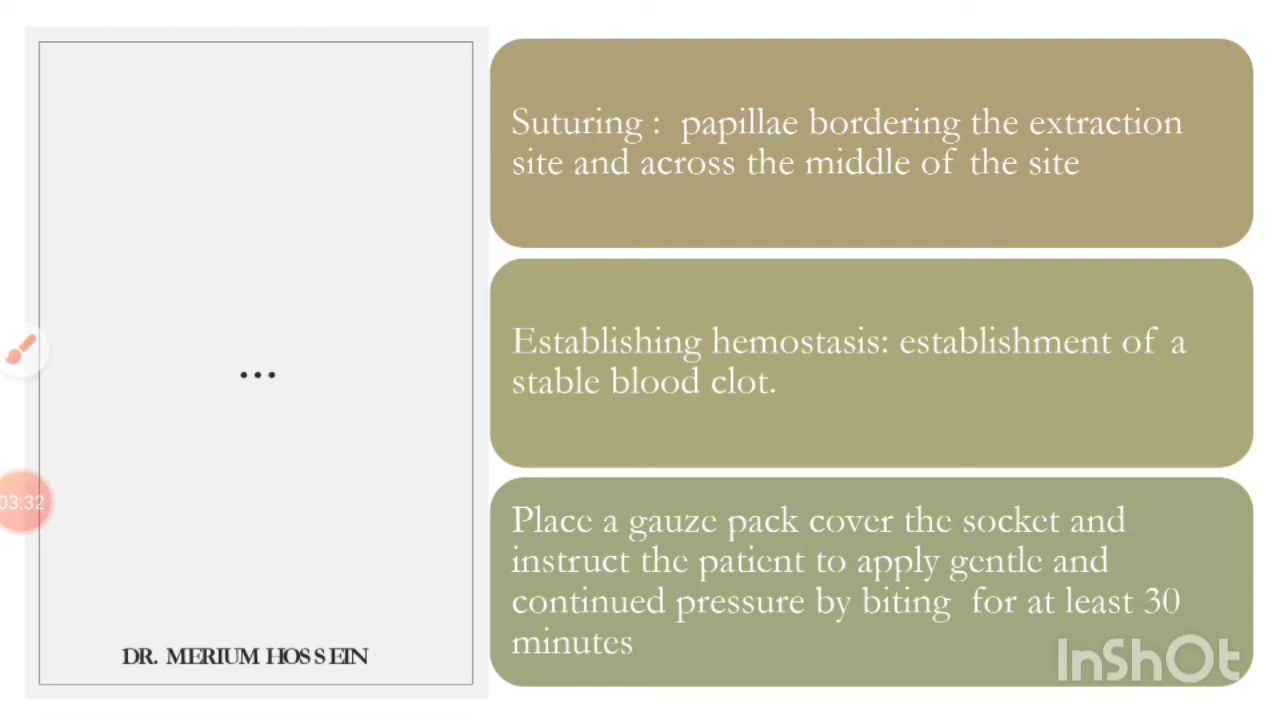 Suturing :  papillae bordering the extraction
site and across the middle of the site
Establishing hemostasis: establishment of a
stable blood clot.
Place a gauze pack cover the socket and
instruct the patient to apply gentle and
continued pressure by biting  for at least 30
minutes
...
03:32
DR. MERIUM HOSSEIN
InShOt